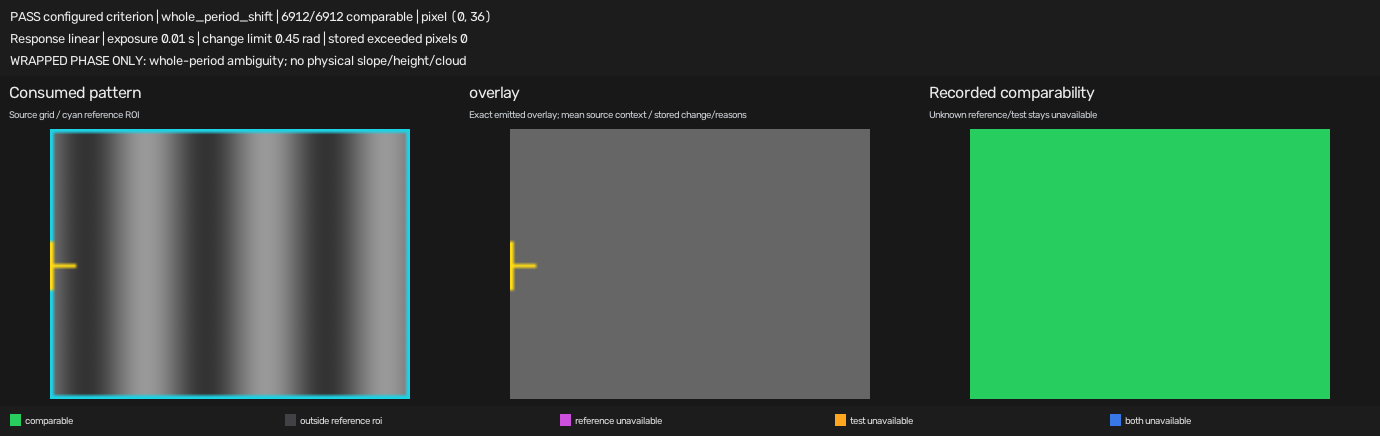 PASS configured criterion | whole_period_shift | 6912/6912 comparable | pixel (0, 36)
Response linear | exposure 0.01 s | change limit 0.45 rad | stored exceeded pixels 0
WRAPPED PHASE ONLY: whole-period ambiguity; no physical slope/height/cloud
Consumed pattern
Source grid / cyan reference ROI
overlay
Exact emitted overlay; mean source context / stored change/reasons
Recorded comparability
Unknown reference/test stays unavailable
comparable
outside reference roi
reference unavailable
test unavailable
both unavailable